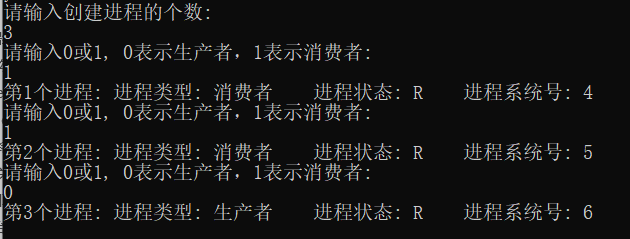 请输入创建进程的个数:
3
请输入0或1, 0表示生产者，1表示消费者:
1
第1个进程: 进程类型: 消费者 进程状态: R 进程系统号: 4
请输入0或1, 0表示生产者，1表示消费者:
1
第2个进程: 进程类型: 消费者 进程状态: R 进程系统号: 5
请输入0或1, 0表示生产者，1表示消费者:
0
第3个进程: 进程类型: 生产者 进程状态: R 进程系统号: 6